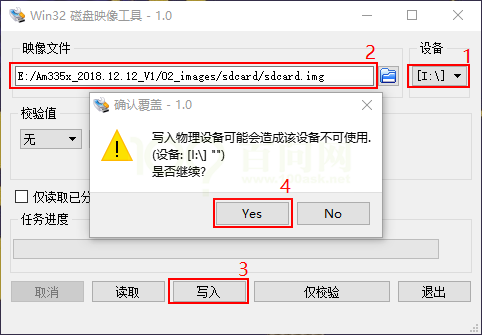 Win32 磁盘映像工具 - 1.0
映像文件
2
设备
1
E:/Am335x_2018.12.12_V1/02_images/sdcard/sdcard.img
[I:\]
确认覆盖 - 1.0
校验值
无
写入物理设备可能会造成该设备不可使用.
(设备: [I:\] "")
是否继续?
4
Yes
No
仅读取已分
任务进度
3
取消
读取
写入
仅校验
退出